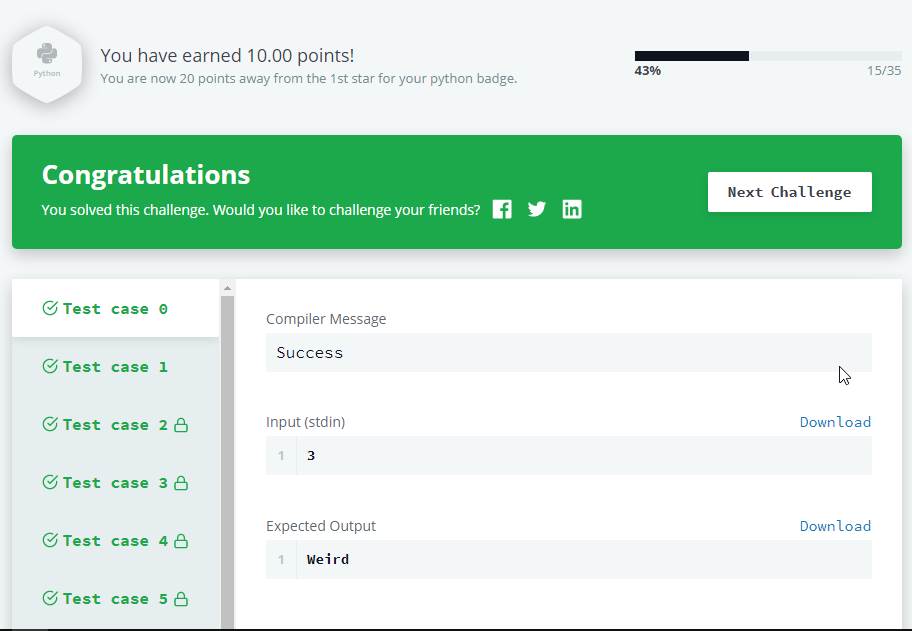 Python
You have earned 10.00 points!
You are now 20 points away from the 1st star for your python badge.
43%
15/35
Congratulations
You solved this challenge. Would you like to challenge your friends?
Next Challenge
Test case 0
Test case 1
Test case 2
Test case 3
Test case 4
Test case 5
Compiler Message
Success
Input (stdin)
Download
1 3
Expected Output
Download
1 Weird